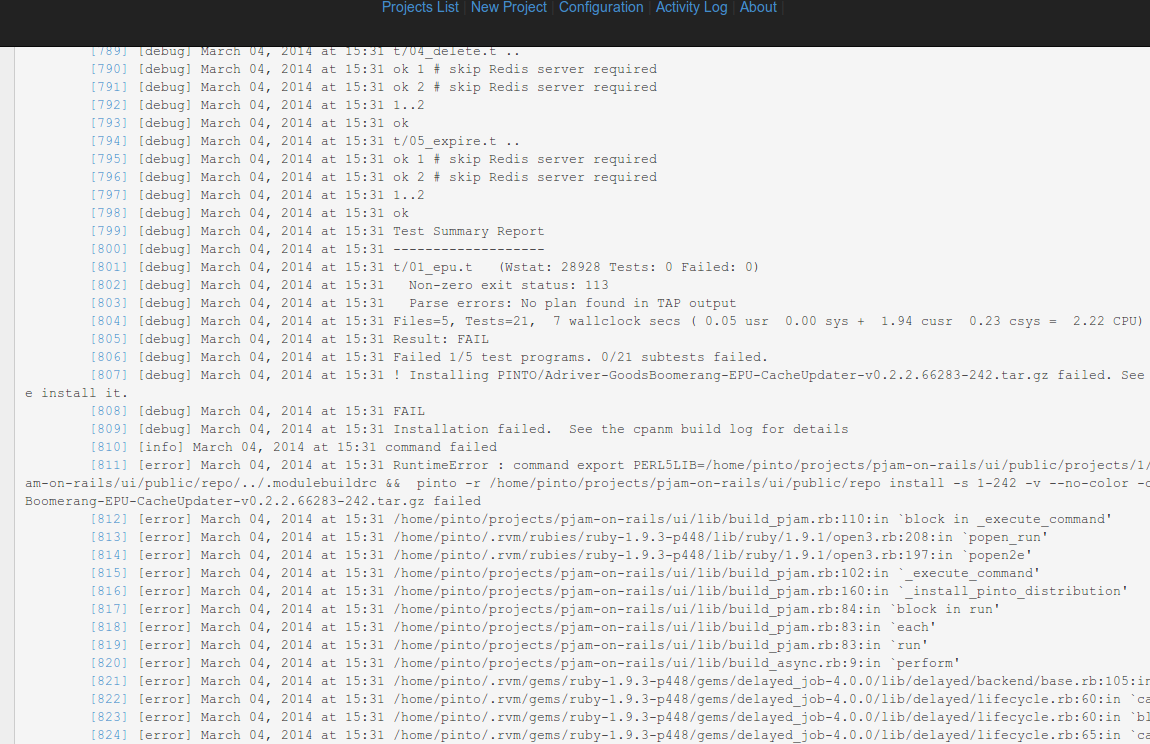 Projects List | New Project | Configuration | Activity Log | About |
[789] [debug] March 04, 2014 at 15:31 t/04_delete.t ..
[790] [debug] March 04, 2014 at 15:31 ok 1 # skip Redis server required
[791] [debug] March 04, 2014 at 15:31 ok 2 # skip Redis server required
[792] [debug] March 04, 2014 at 15:31 1..2
[793] [debug] March 04, 2014 at 15:31 ok
[794] [debug] March 04, 2014 at 15:31 t/05_expire.t ..
[795] [debug] March 04, 2014 at 15:31 ok 1 # skip Redis server required
[796] [debug] March 04, 2014 at 15:31 ok 2 # skip Redis server required
[797] [debug] March 04, 2014 at 15:31 1..2
[798] [debug] March 04, 2014 at 15:31 ok
[799] [debug] March 04, 2014 at 15:31 Test Summary Report
[800] [debug] March 04, 2014 at 15:31 -------------------
[801] [debug] March 04, 2014 at 15:31 t/01_epu.t   (Wstat: 28928 Tests: 0 Failed: 0)
[802] [debug] March 04, 2014 at 15:31   Non-zero exit status: 113
[803] [debug] March 04, 2014 at 15:31   Parse errors: No plan found in TAP output
[804] [debug] March 04, 2014 at 15:31 Files=5, Tests=21,  7 wallclock secs ( 0.05 usr  0.00 sys +  1.94 cusr  0.23 csys =  2.22 CPU)
[805] [debug] March 04, 2014 at 15:31 Result: FAIL
[806] [debug] March 04, 2014 at 15:31 Failed 1/5 test programs. 0/21 subtests failed.
[807] [debug] March 04, 2014 at 15:31 ! Installing PINTO/Adriver-GoodsBoomerang-EPU-CacheUpdater-v0.2.2.66283-242.tar.gz failed. See
e install it.
[808] [debug] March 04, 2014 at 15:31 FAIL
[809] [debug] March 04, 2014 at 15:31 Installation failed.  See the cpanm build log for details
[810] [info] March 04, 2014 at 15:31 command failed
[811] [error] March 04, 2014 at 15:31 RuntimeError : command export PERL5LIB=/home/pinto/projects/pjam-on-rails/ui/public/projects/1/
am-on-rails/ui/public/repo/../.modulebuildrc &&  pinto -r /home/pinto/projects/pjam-on-rails/ui/public/repo install -s 1-242 -v --no-color -o
Boomerang-EPU-CacheUpdater-v0.2.2.66283-242.tar.gz failed
[812] [error] March 04, 2014 at 15:31 /home/pinto/projects/pjam-on-rails/ui/lib/build_pjam.rb:110:in `block in _execute_command'
[813] [error] March 04, 2014 at 15:31 /home/pinto/.rvm/rubies/ruby-1.9.3-p448/lib/ruby/1.9.1/open3.rb:208:in `popen_run'
[814] [error] March 04, 2014 at 15:31 /home/pinto/.rvm/rubies/ruby-1.9.3-p448/lib/ruby/1.9.1/open3.rb:197:in `popen2e'
[815] [error] March 04, 2014 at 15:31 /home/pinto/projects/pjam-on-rails/ui/lib/build_pjam.rb:102:in `_execute_command'
[816] [error] March 04, 2014 at 15:31 /home/pinto/projects/pjam-on-rails/ui/lib/build_pjam.rb:160:in `_install_pinto_distribution'
[817] [error] March 04, 2014 at 15:31 /home/pinto/projects/pjam-on-rails/ui/lib/build_pjam.rb:84:in `block in run'
[818] [error] March 04, 2014 at 15:31 /home/pinto/projects/pjam-on-rails/ui/lib/build_pjam.rb:83:in `each'
[819] [error] March 04, 2014 at 15:31 /home/pinto/projects/pjam-on-rails/ui/lib/build_pjam.rb:83:in `run'
[820] [error] March 04, 2014 at 15:31 /home/pinto/projects/pjam-on-rails/ui/lib/build_async.rb:9:in `perform'
[821] [error] March 04, 2014 at 15:31 /home/pinto/.rvm/gems/ruby-1.9.3-p448/gems/delayed_job-4.0.0/lib/delayed/backend/base.rb:105:in
[822] [error] March 04, 2014 at 15:31 /home/pinto/.rvm/gems/ruby-1.9.3-p448/gems/delayed_job-4.0.0/lib/delayed/lifecycle.rb:60:in `ca
[823] [error] March 04, 2014 at 15:31 /home/pinto/.rvm/gems/ruby-1.9.3-p448/gems/delayed_job-4.0.0/lib/delayed/lifecycle.rb:60:in `bl
[824] [error] March 04, 2014 at 15:31 /home/pinto/.rvm/gems/ruby-1.9.3-p448/gems/delayed_job-4.0.0/lib/delayed/lifecycle.rb:65:in `ca